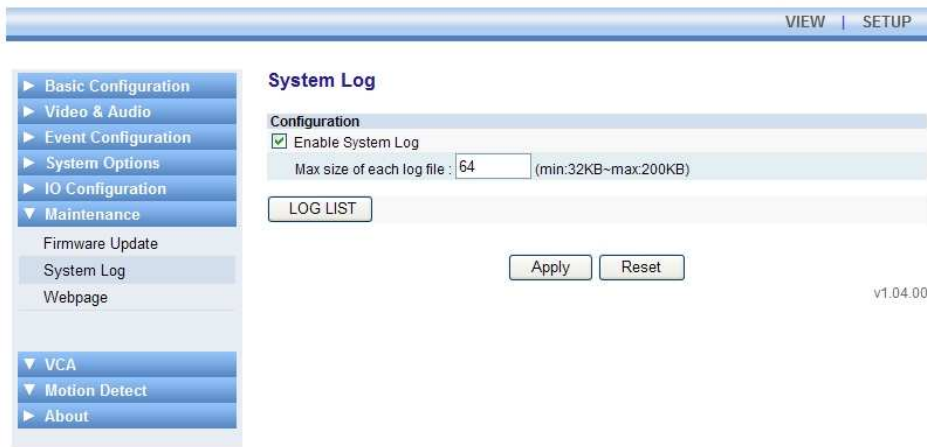 VIEW | SETUP
Basic Configuration
Video & Audio
Event Configuration
System Options
IO Configuration
Maintenance
Firmware Update
System Log
Webpage
VCA
Motion Detect
About
System Log
Configuration
Enable System Log
Max size of each log file : 64 (min:32KB~max:200KB)
LOG LIST
Apply Reset
v1.04.00